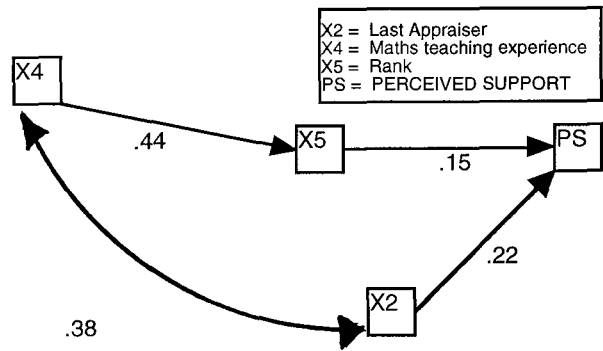 X2 = Last Appraiser
X4 = Maths teaching experience
X5 = Rank
PS = PERCEIVED SUPPORT
X4
.44
X5
.15
PS
.22
X2
.38